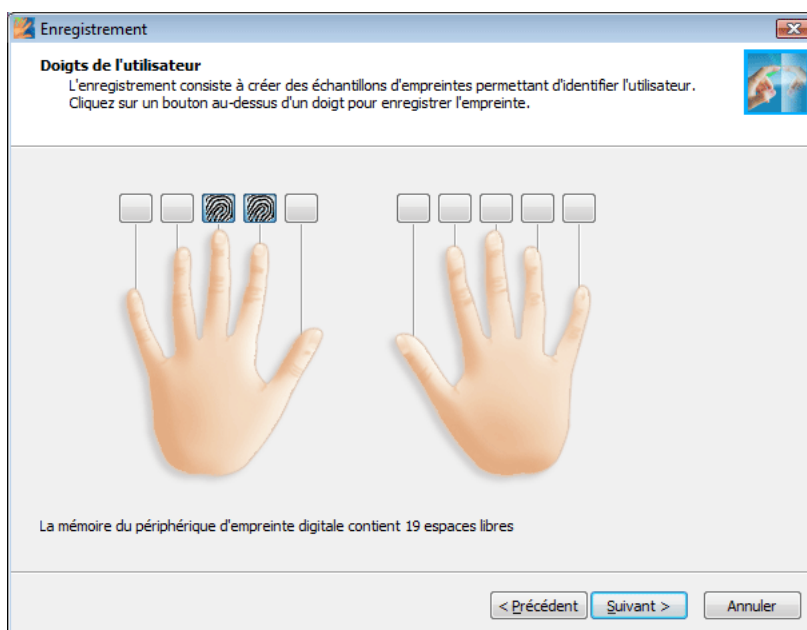 Enregistrement
Doigts de l'utilisateur
L'enregistrement consiste à créer des échantillons d'empreintes permettant d'identifier l'utilisateur.
Cliquez sur un bouton au-dessus d'un doigt pour enregistrer l'empreinte.
La mémoire du périphérique d'empreinte digitale contient 19 espaces libres
< Précédent
Suivant >
Annuler